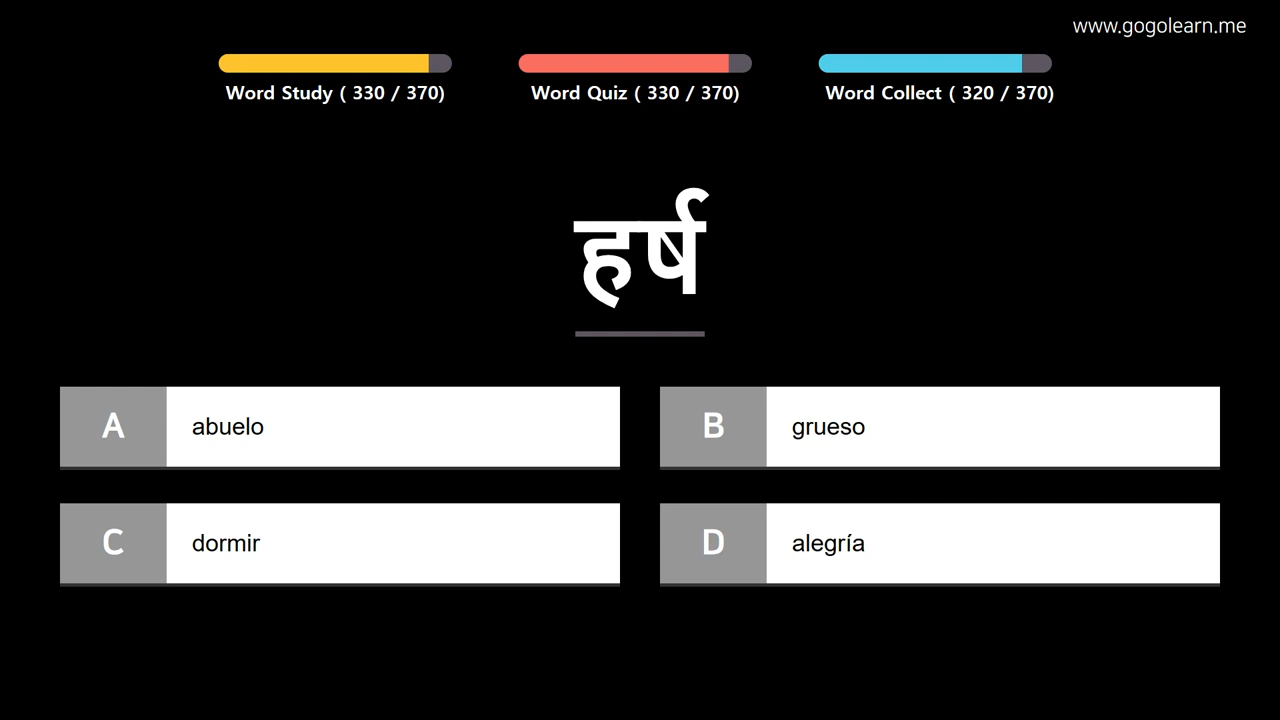 www.gogolearn.me
Word Study ( 330 / 370)
Word Quiz ( 330 / 370)
Word Collect ( 320 / 370)
हर्ष
A abuelo
B grueso
C dormir
D alegría